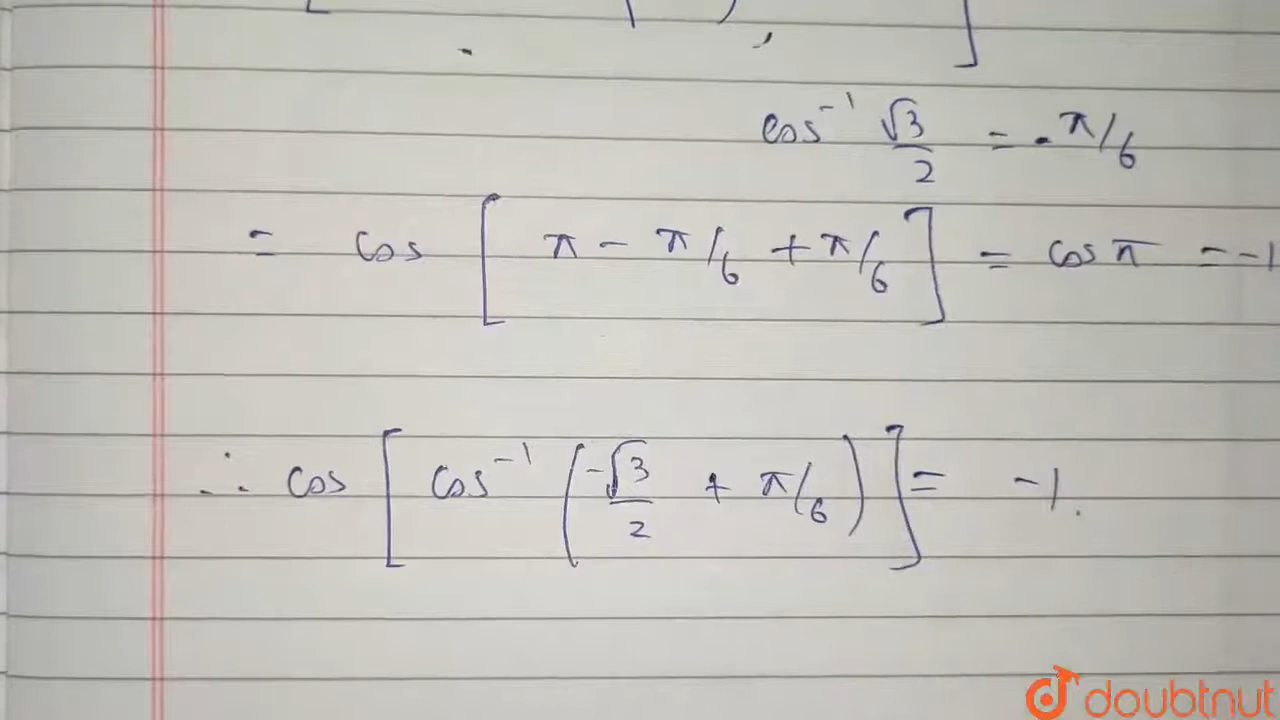 cos⁻¹ √3/2 = π/6
= cos [ π - π/6 + π/6 ] = cos π = -1
∴ cos [ cos⁻¹ ( -√3/2 + π/6 ) ] = -1.
doubtnut